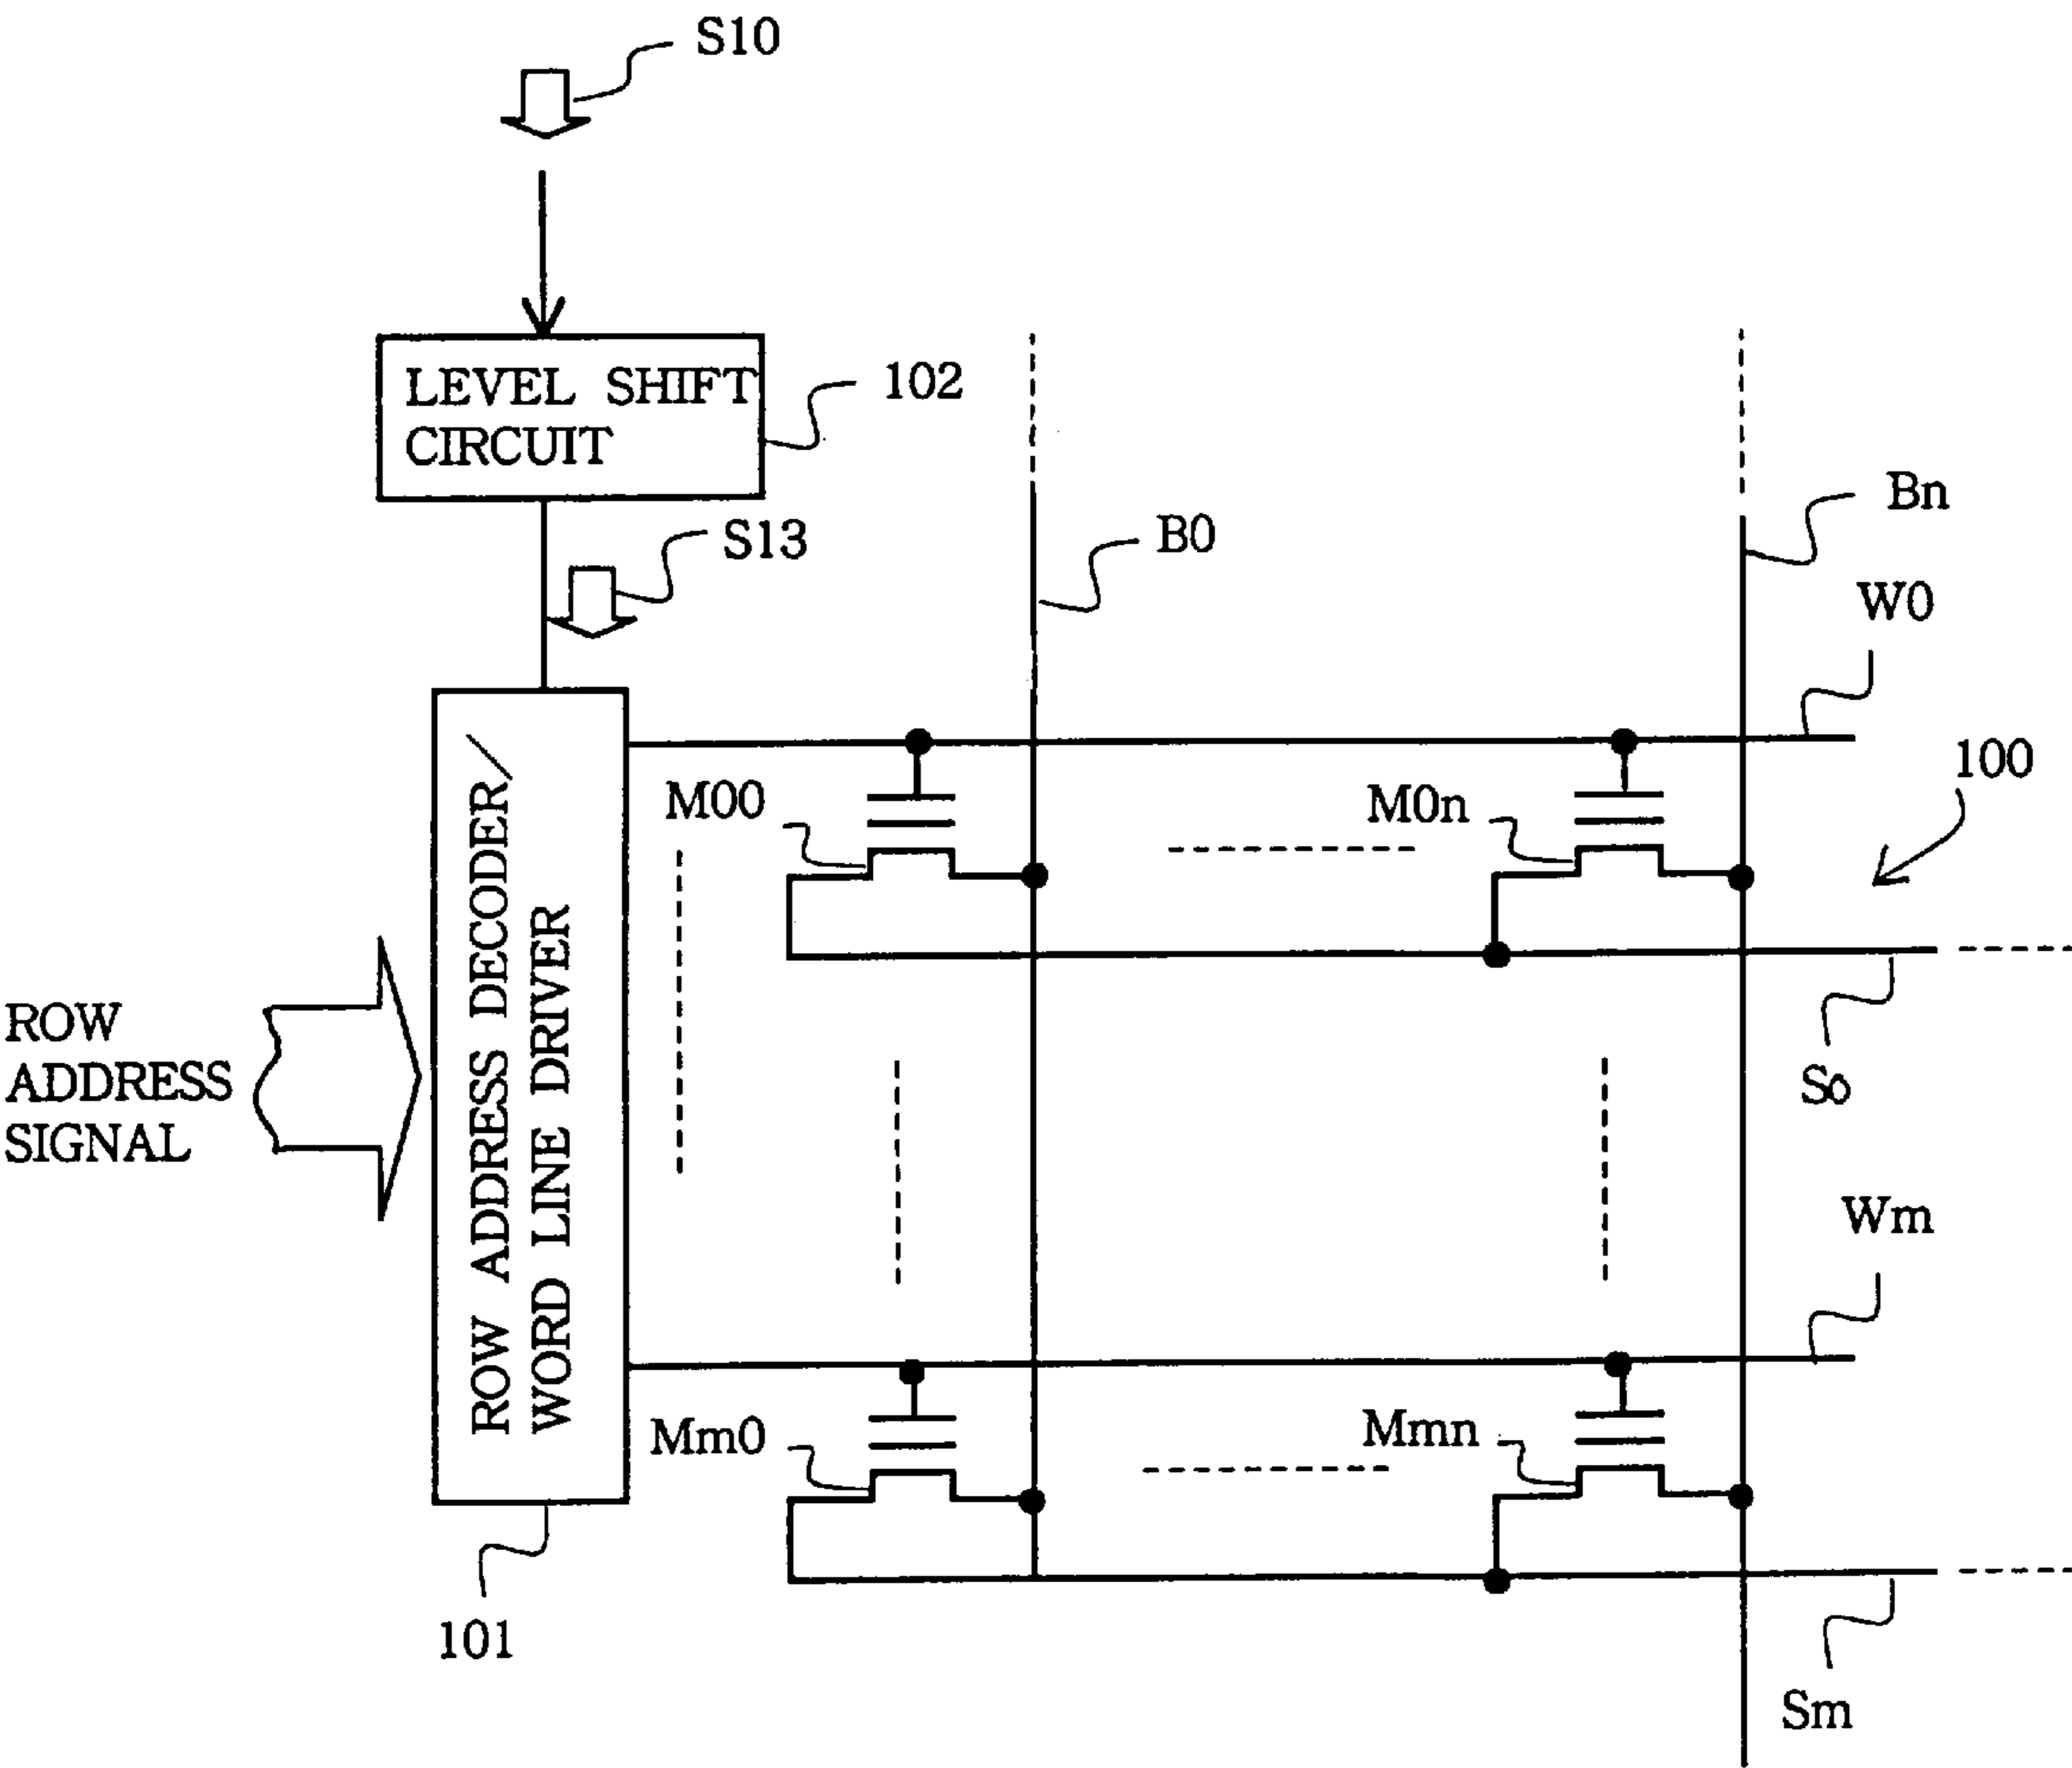 S10
LEVEL SHIFT
CIRCUIT
102
S13
B0
Bn
W0
100
M00
M0n
ROW ADDRESS DECODER/
WORD LINE DRIVER
ROW
ADDRESS
SIGNAL
So
Wm
Mm0
Mmn
101
Sm